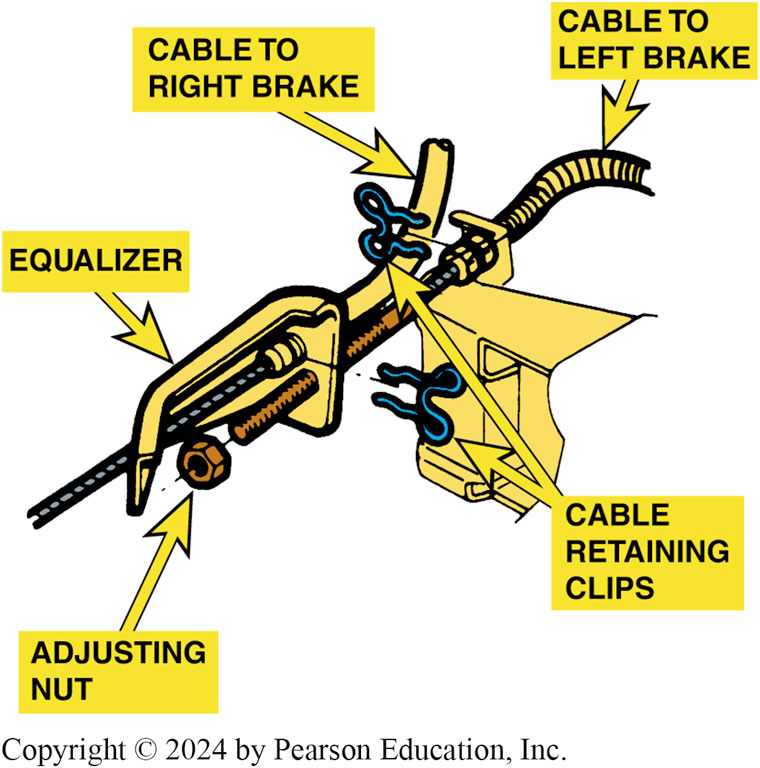 CABLE TO
RIGHT BRAKE
CABLE TO
LEFT BRAKE
EQUALIZER
CABLE
RETAINING
CLIPS
ADJUSTING
NUT
Copyright © 2024 by Pearson Education, Inc.